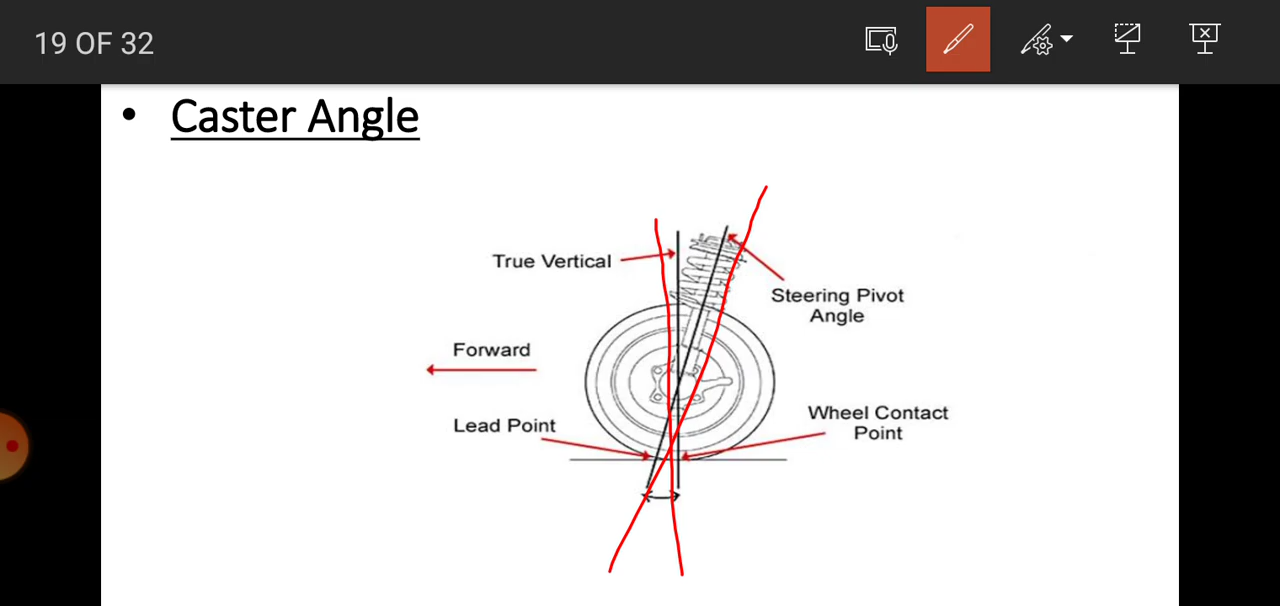 19 OF 32
• Caster Angle
True Vertical
Steering Pivot
Angle
Forward
Lead Point
Wheel Contact
Point